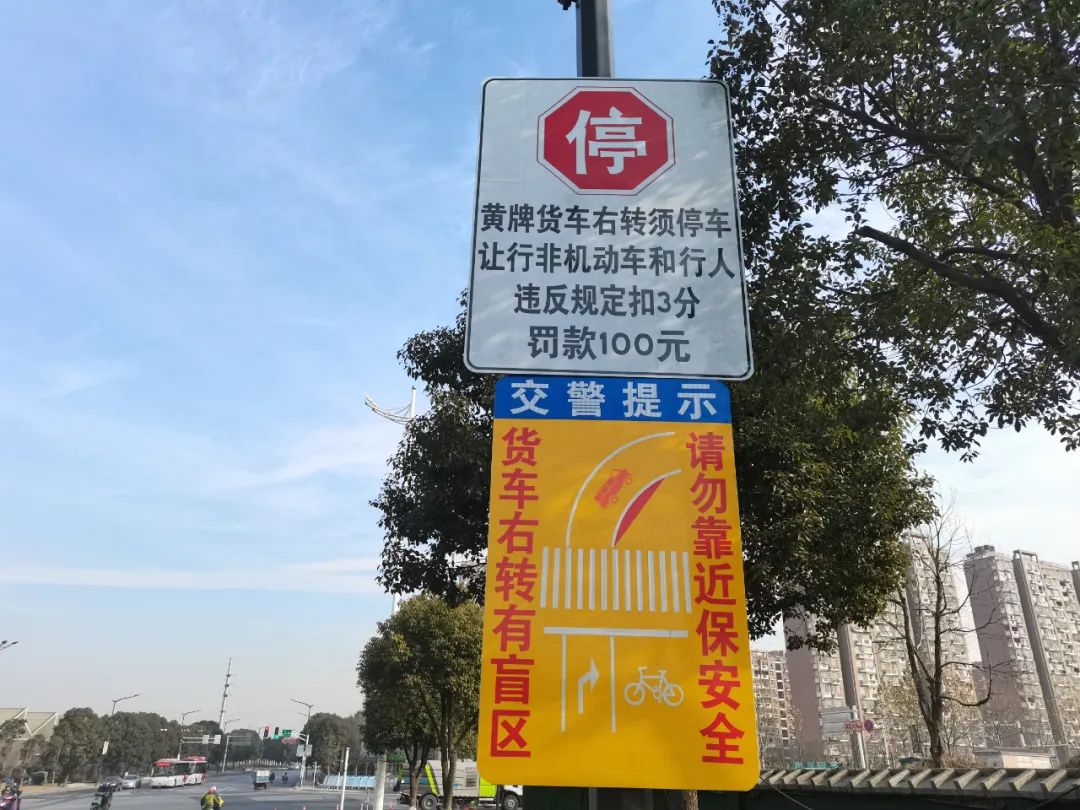 停
黄牌货车右转须停车
让行非机动车和行人
违反规定扣3分
罚款100元
交警提示
货车右转有盲区
请勿靠近保安全